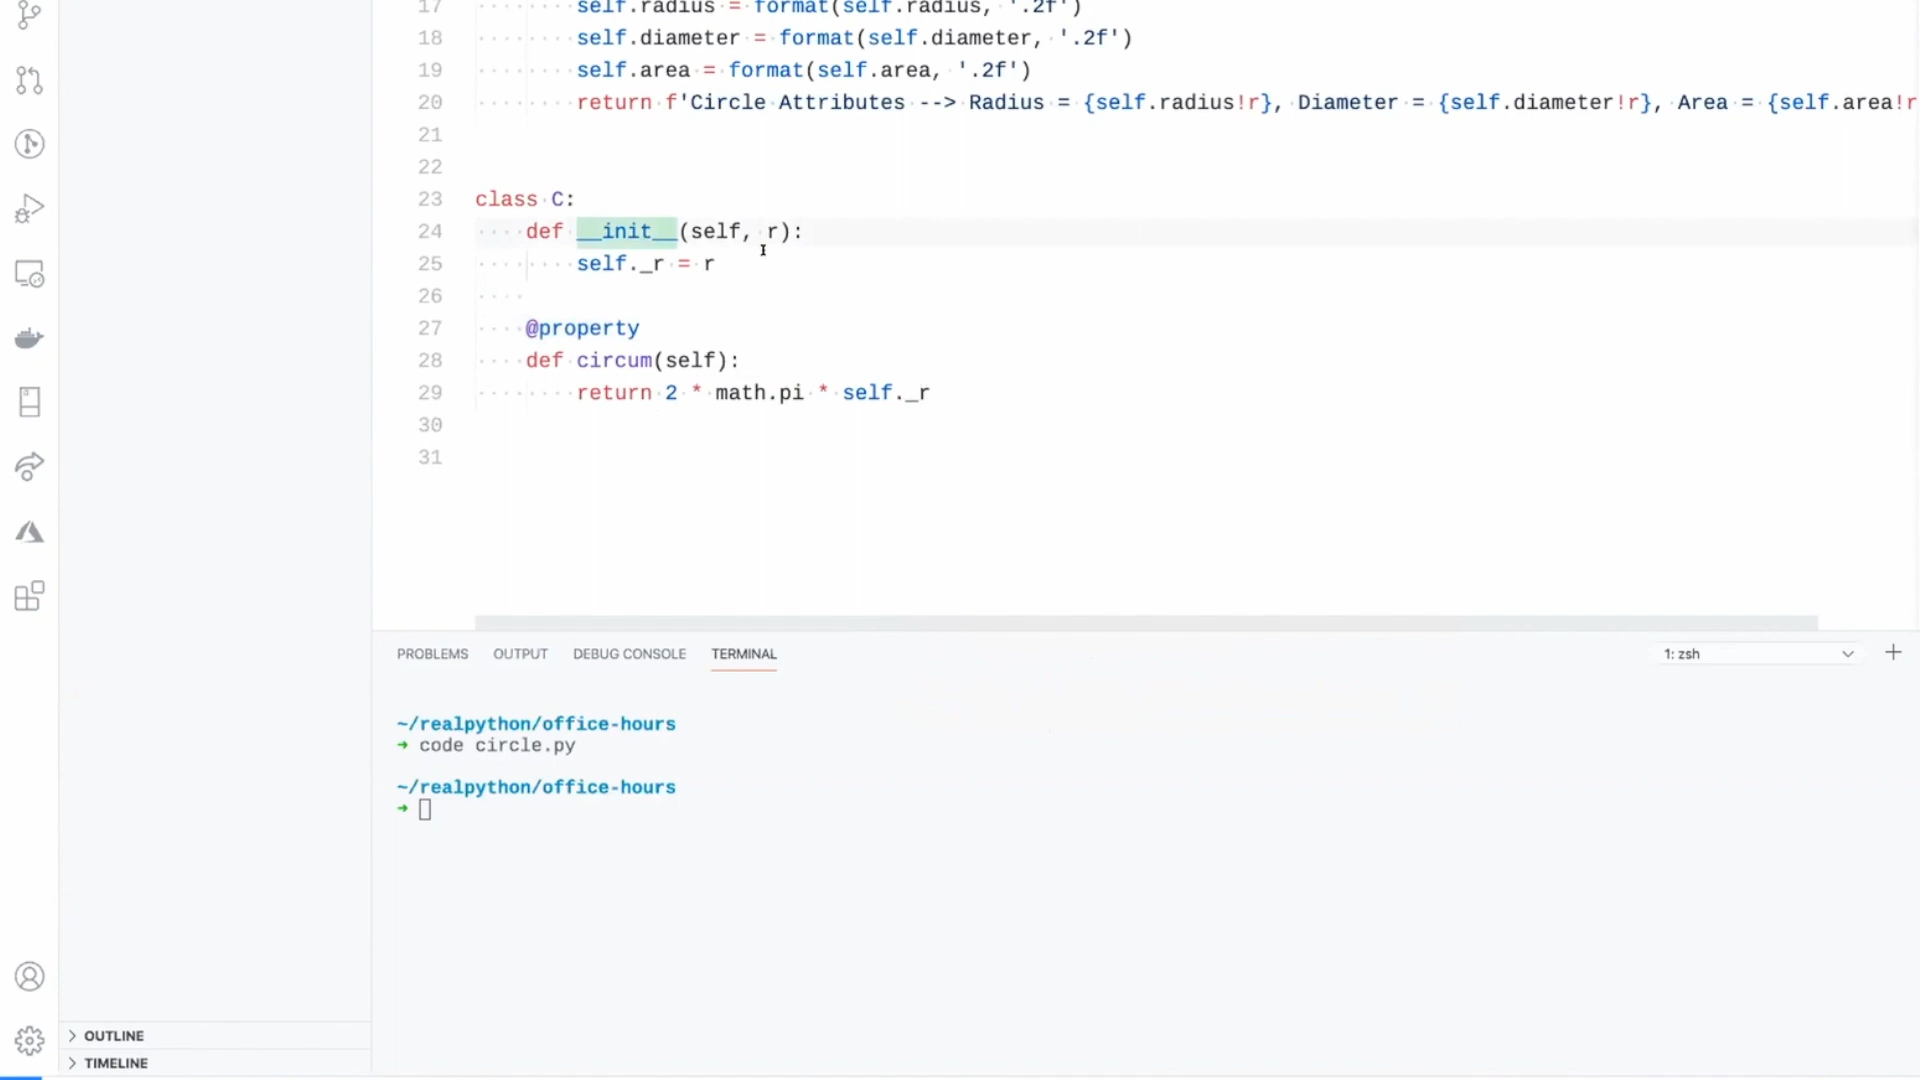 17 self.radius = format(self.radius, '.2f')
18 self.diameter = format(self.diameter, '.2f')
19 self.area = format(self.area, '.2f')
20 return f'Circle Attributes --> Radius = {self.radius!r}, Diameter = {self.diameter!r}, Area = {self.area!r
21
22
23 class C:
24 def __init__(self, r):
25 self._r = r
26
27 @property
28 def circum(self):
29 return 2 * math.pi * self._r
30
31
PROBLEMS OUTPUT DEBUG CONSOLE TERMINAL 1: zsh
~/realpython/office-hours
➜ code circle.py
~/realpython/office-hours
➜
OUTLINE
TIMELINE